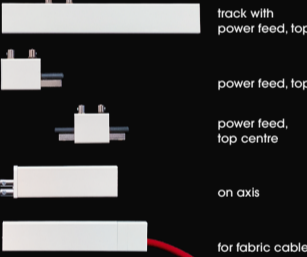 track with
power feed, top
power feed, top
power feed,
top centre
on axis
for fabric cable